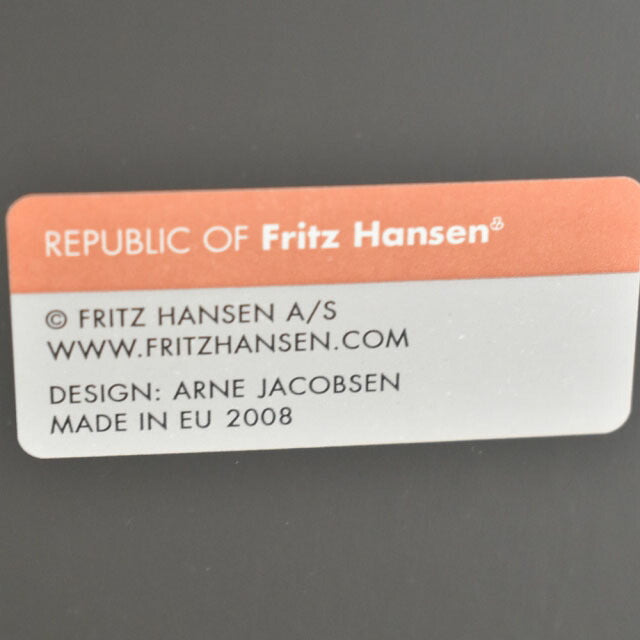 REPUBLIC OF Fritz Hansen
© FRITZ HANSEN A/S
WWW.FRITZHANSEN.COM
DESIGN: ARNE JACOBSEN
MADE IN EU 2008